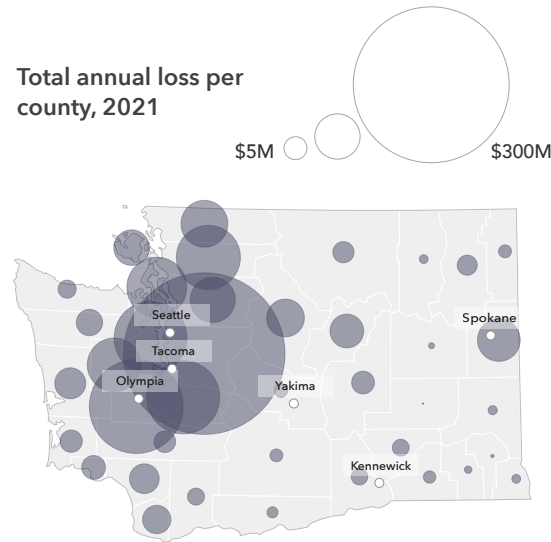 Total annual loss per
county, 2021
$5M
$300M
Seattle
Spokane
Tacoma
Olympia
Yakima
Kennewick